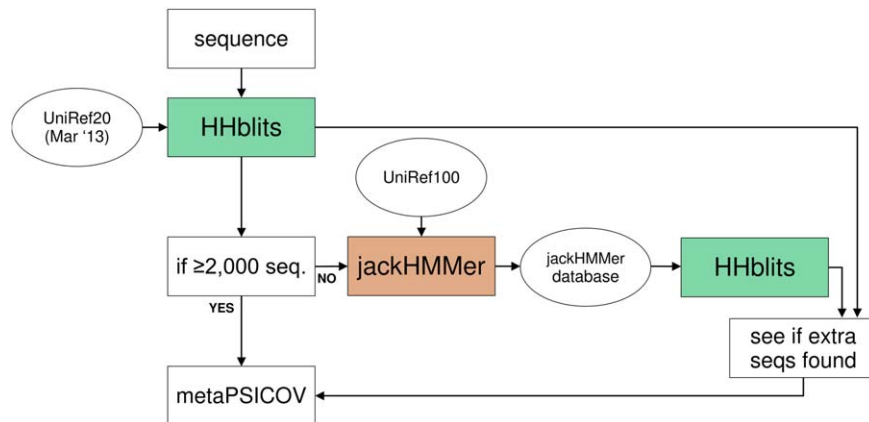 sequence
UniRef20
(Mar ‘13)
HHblits
UniRef100
if ≥2,000 seq.
NO
jackHMMer
jackHMMer
database
HHblits
YES
see if extra
seqs found
metaPSICOV